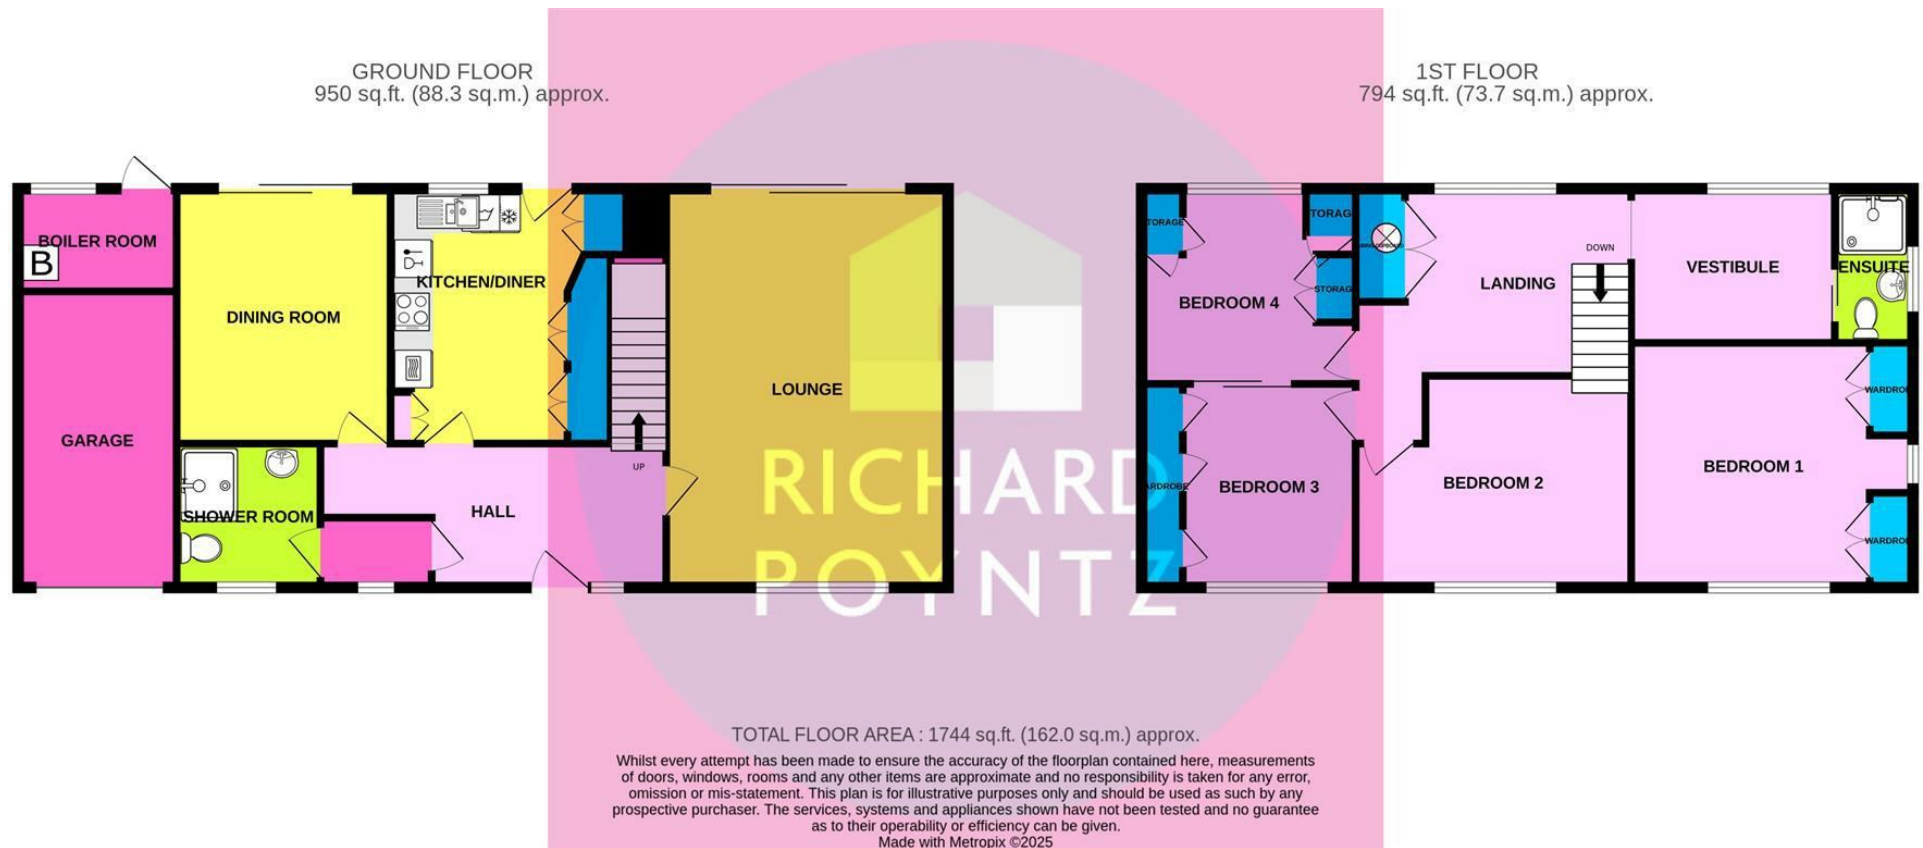 GROUND FLOOR
950 sq.ft. (88.3 sq.m.) approx.
BOILER ROOM
B
DINING ROOM
KITCHEN/DINER
LOUNGE
GARAGE
SHOWER ROOM
HALL
UP
1ST FLOOR
794 sq.ft. (73.7 sq.m.) approx.
TORAGE
TORAG
STORAG
BEDROOM 4
LANDING
DOWN
VESTIBULE
ENSUITE
WARDRO
ARDROBE
BEDROOM 3
BEDROOM 2
BEDROOM 1
WARDRO
RICHARD
POYNTZ
TOTAL FLOOR AREA : 1744 sq.ft. (162.0 sq.m.) approx.
Whilst every attempt has been made to ensure the accuracy of the floorplan contained here, measurements
of doors, windows, rooms and any other items are approximate and no responsibility is taken for any error,
omission or mis-statement. This plan is for illustrative purposes only and should be used as such by any
prospective purchaser. The services, systems and appliances shown have not been tested and no guarantee
as to their operability or efficiency can be given.
Made with Metropix ©2025